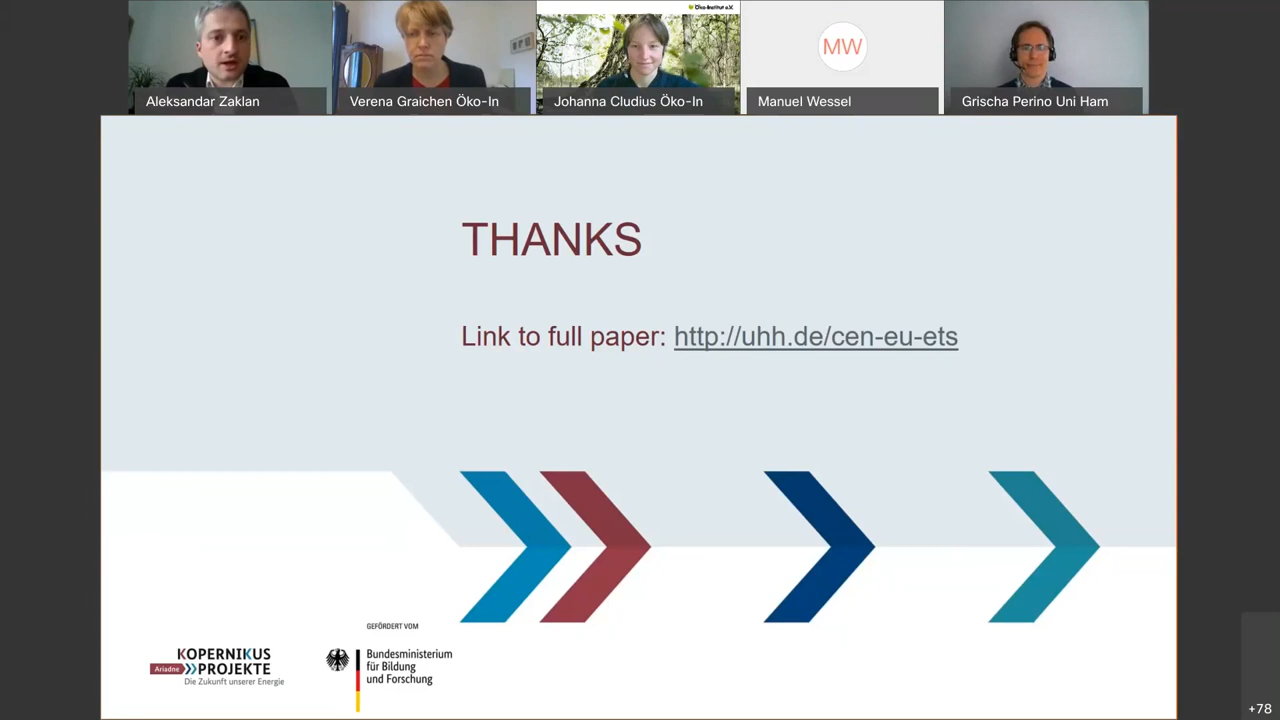 Öko-Institut e.V.
MW
Aleksandar Zaklan
Verena Graichen Öko-In
Johanna Cludius Öko-In
Manuel Wessel
Grischa Perino Uni Ham
THANKS
Link to full paper: http://uhh.de/cen-eu-ets
GEFÖRDERT VOM
KOPERNIKUS
Ariadne PROJEKTE
Die Zukunft unserer Energie
Bundesministerium
für Bildung
und Forschung
+78